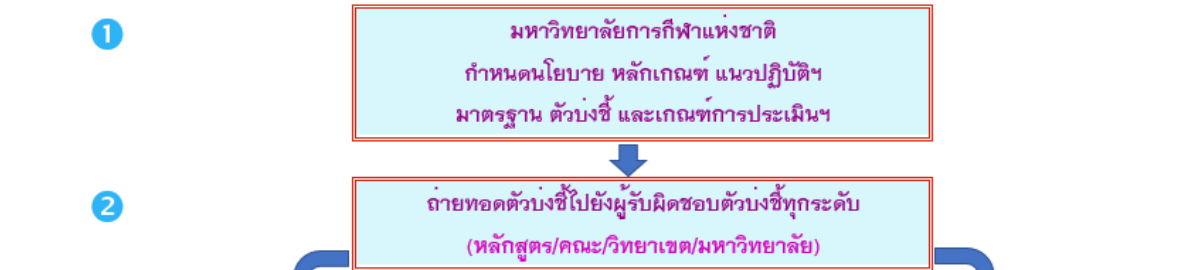 1
มหาวิทยาลัยการกีฬาแห่งชาติ
กำหนดนโยบาย หลักเกณฑ์ แนวปฏิบัติฯ
มาตรฐาน ตัวบ่งชี้ และเกณฑ์การประเมินฯ
2
ถ่ายทอดตัวบ่งชี้ไปยังผู้รับผิดชอบตัวบ่งชี้ทุกระดับ
(หลักสูตร/คณะ/วิทยาเขต/มหาวิทยาลัย)